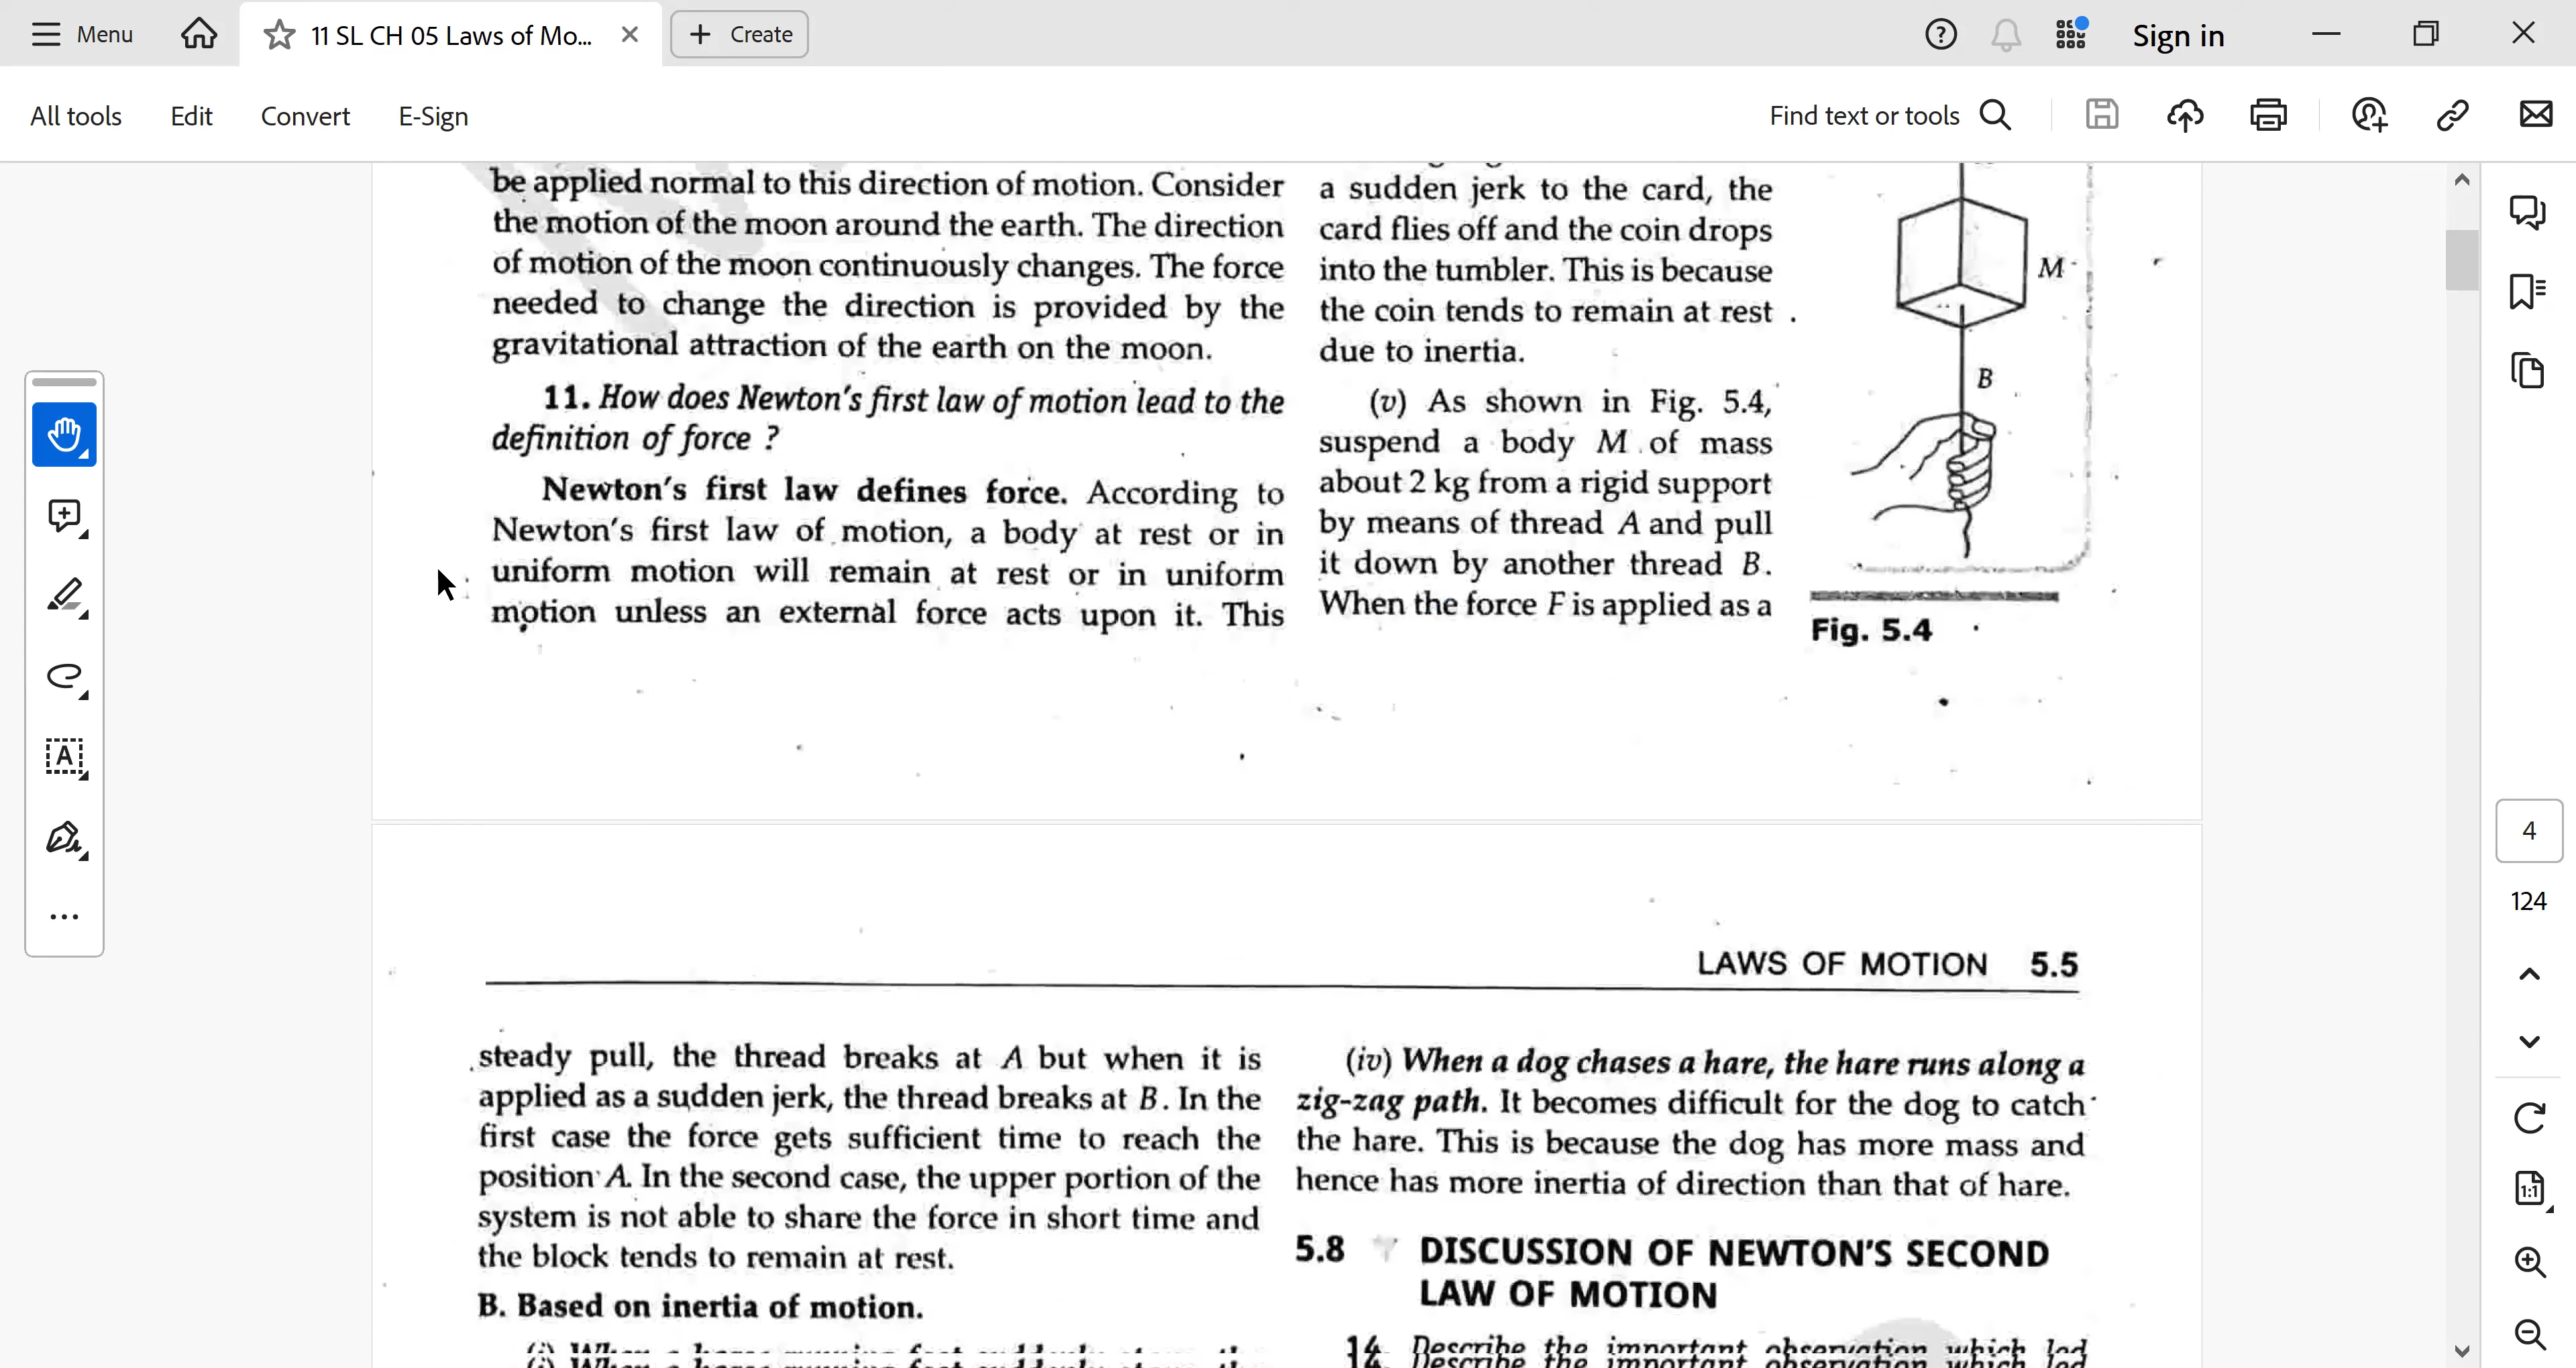 Menu
11 SL CH 05 Laws of Mo...
Create
Sign in
All tools
Edit
Convert
E-Sign
Find text or tools
be applied normal to this direction of motion. Consider
the motion of the moon around the earth. The direction
of motion of the moon continuously changes. The force
needed to change the direction is provided by the
gravitational attraction of the earth on the moon.
11. How does Newton's first law of motion lead to the
definition of force ?
Newton's first law defines force. According to
Newton's first law of motion, a body at rest or in
uniform motion will remain at rest or in uniform
motion unless an external force acts upon it. This
a sudden jerk to the card, the
card flies off and the coin drops
into the tumbler. This is because
the coin tends to remain at rest
due to inertia.
(v) As shown in Fig. 5.4,
suspend a body M of mass
about 2 kg from a rigid support
by means of thread A and pull
it down by another thread B.
When the force F is applied as a
M
B
Fig. 5.4
LAWS OF MOTION 5.5
steady pull, the thread breaks at A but when it is
applied as a sudden jerk, the thread breaks at B. In the
first case the force gets sufficient time to reach the
position A. In the second case, the upper portion of the
system is not able to share the force in short time and
the block tends to remain at rest.
B. Based on inertia of motion.
(iv) When a dog chases a hare, the hare runs along a
zig-zag path. It becomes difficult for the dog to catch
the hare. This is because the dog has more mass and
hence has more inertia of direction than that of hare.
5.8 DISCUSSION OF NEWTON'S SECOND
LAW OF MOTION
14. Describe the important observation which led
4
124
1:1